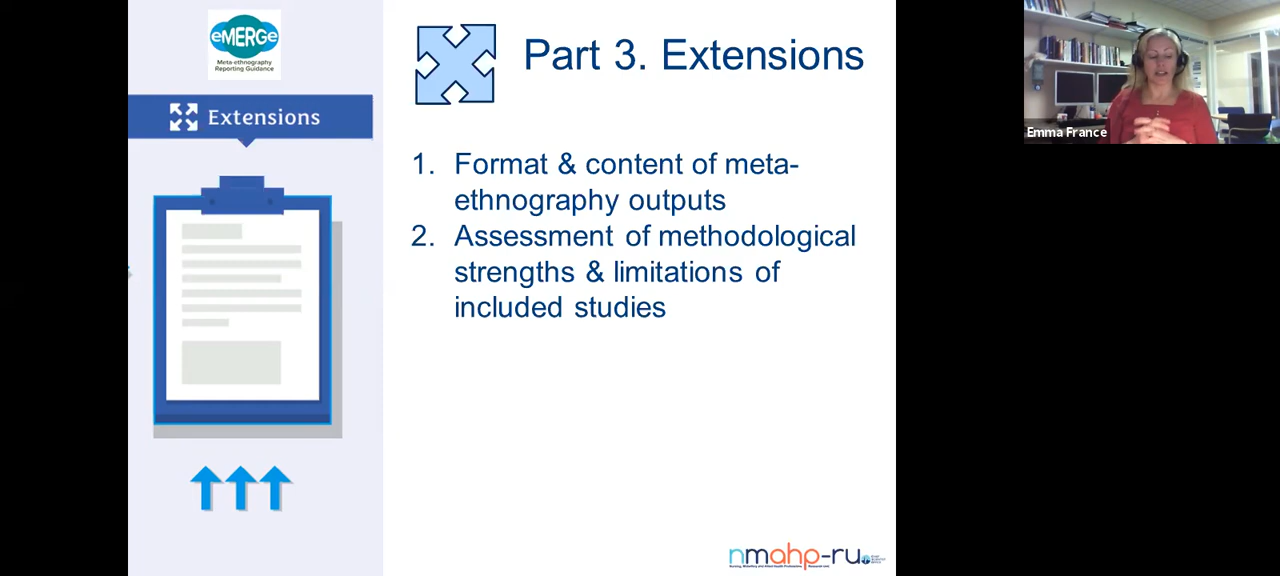 eMERGe
Meta-ethnography
Reporting Guidance
Extensions
Part 3. Extensions
1. Format & content of meta-
ethnography outputs
2. Assessment of methodological
strengths & limitations of
included studies
Emma France
nmahp-ru